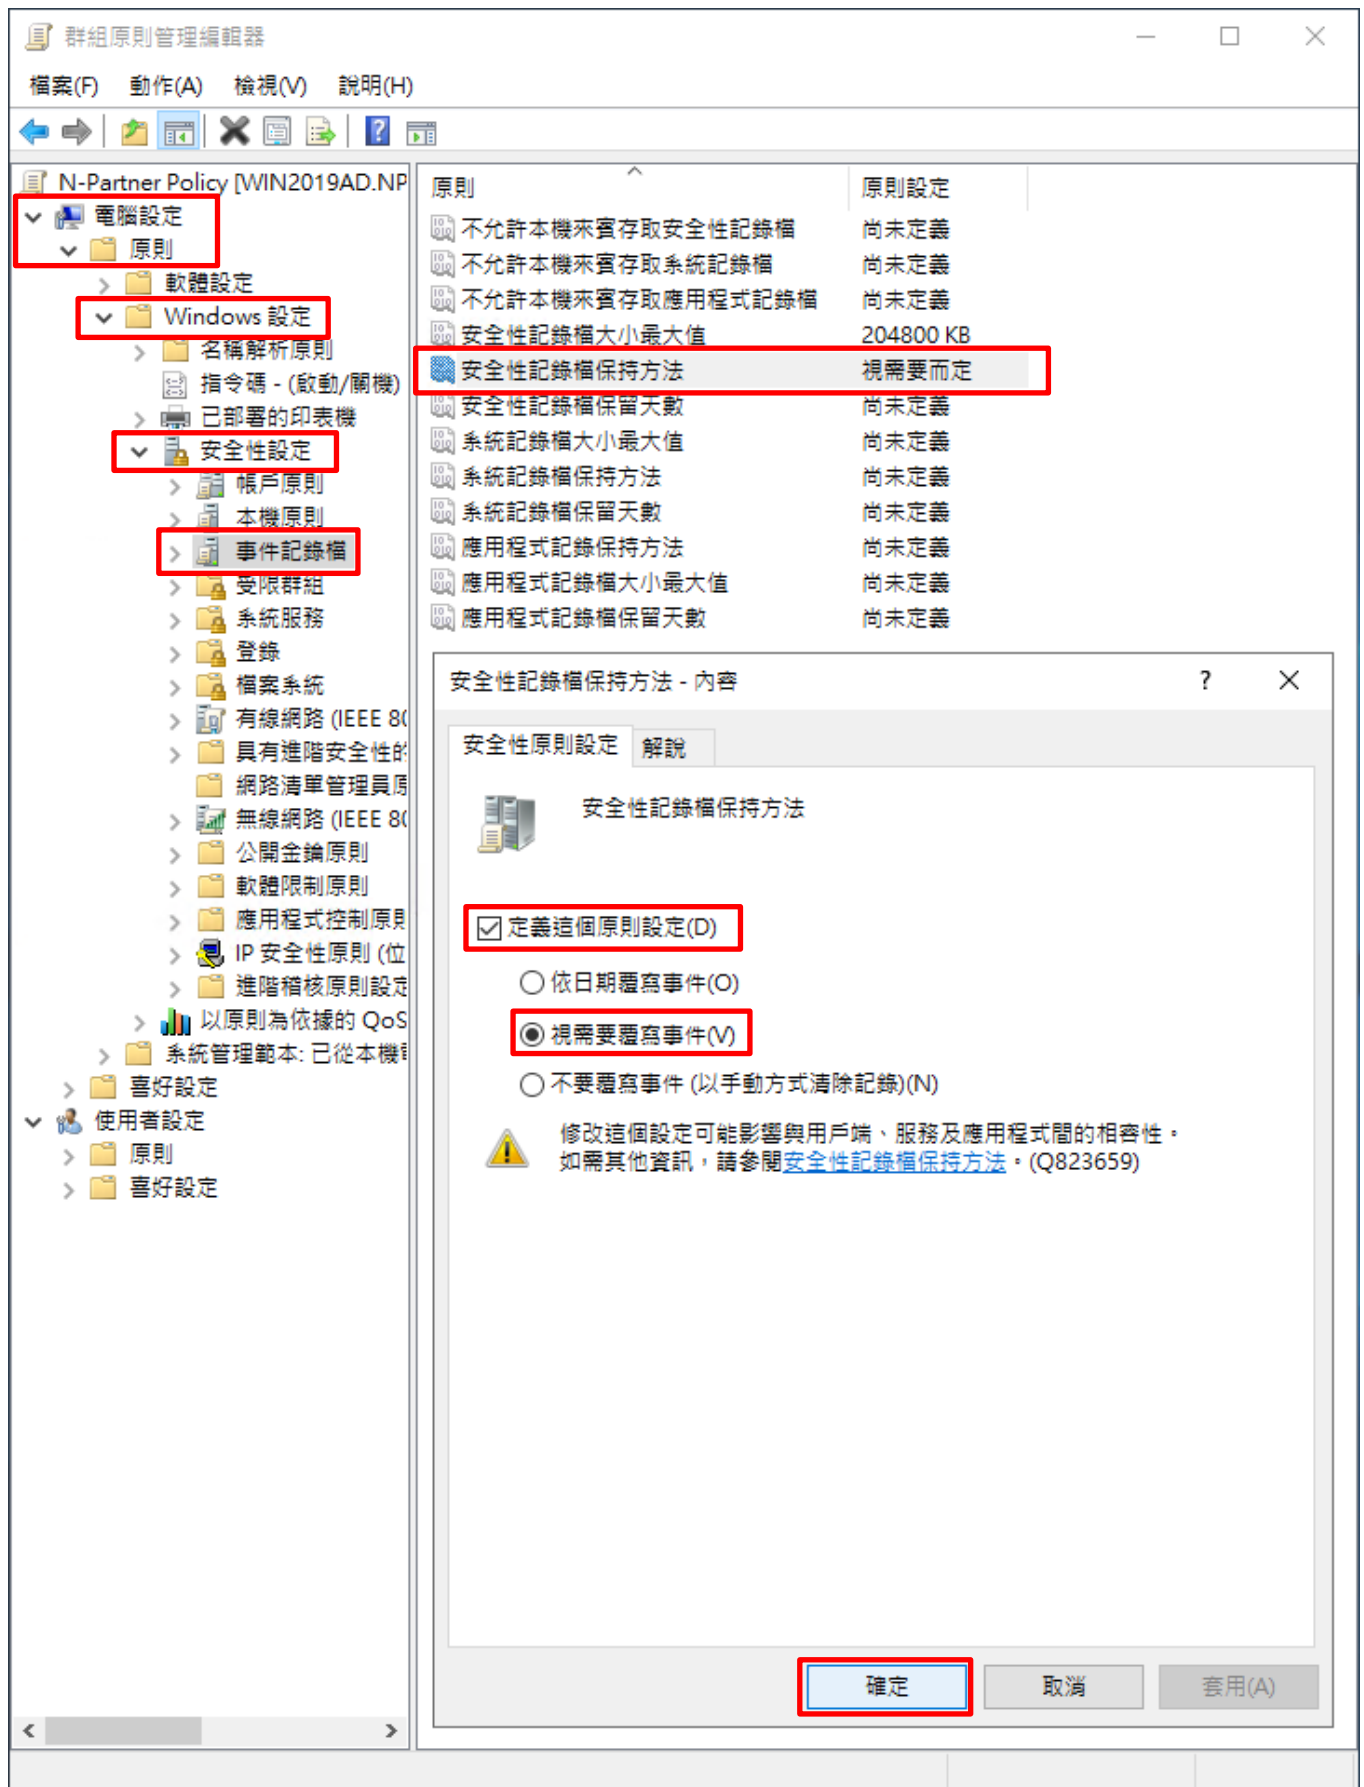 群組原則管理編輯器
檔案(F) 動作(A) 檢視(V) 說明(H)
N-Partner Policy [WIN2019AD.NP
電腦設定
原則
軟體設定
Windows 設定
名稱解析原則
指令碼 - (啟動/關機)
已部署的印表機
安全性設定
帳戶原則
本機原則
事件記錄檔
受限群組
系統服務
登錄
檔案系統
有線網路 (IEEE 80
具有進階安全性的
網路清單管理員原
無線網路 (IEEE 80
公開金鑰原則
軟體限制原則
應用程式控制原則
IP 安全性原則 (位
進階稽核原則設定
以原則為依據的 QoS
系統管理範本: 已從本機電
喜好設定
使用者設定
原則
喜好設定
原則 原則設定
不允許本機來賓存取安全性記錄檔 尚未定義
不允許本機來賓存取系統記錄檔 尚未定義
不允許本機來賓存取應用程式記錄檔 尚未定義
安全性記錄檔大小最大值 204800 KB
安全性記錄檔保持方法 視需要而定
安全性記錄檔保留天數 尚未定義
系統記錄檔大小最大值 尚未定義
系統記錄檔保持方法 尚未定義
系統記錄檔保留天數 尚未定義
應用程式記錄保持方法 尚未定義
應用程式記錄檔大小最大值 尚未定義
應用程式記錄檔保留天數 尚未定義
安全性記錄檔保持方法 - 內容 ?
安全性原則設定 解說
安全性記錄檔保持方法
定義這個原則設定(D)
依日期覆寫事件(O)
視需要覆寫事件(V)
不要覆寫事件 (以手動方式清除記錄)(N)
修改這個設定可能影響與用戶端、服務及應用程式間的相容性。
如需其他資訊，請參閱安全性記錄檔保持方法。(Q823659)
確定 取消 套用(A)